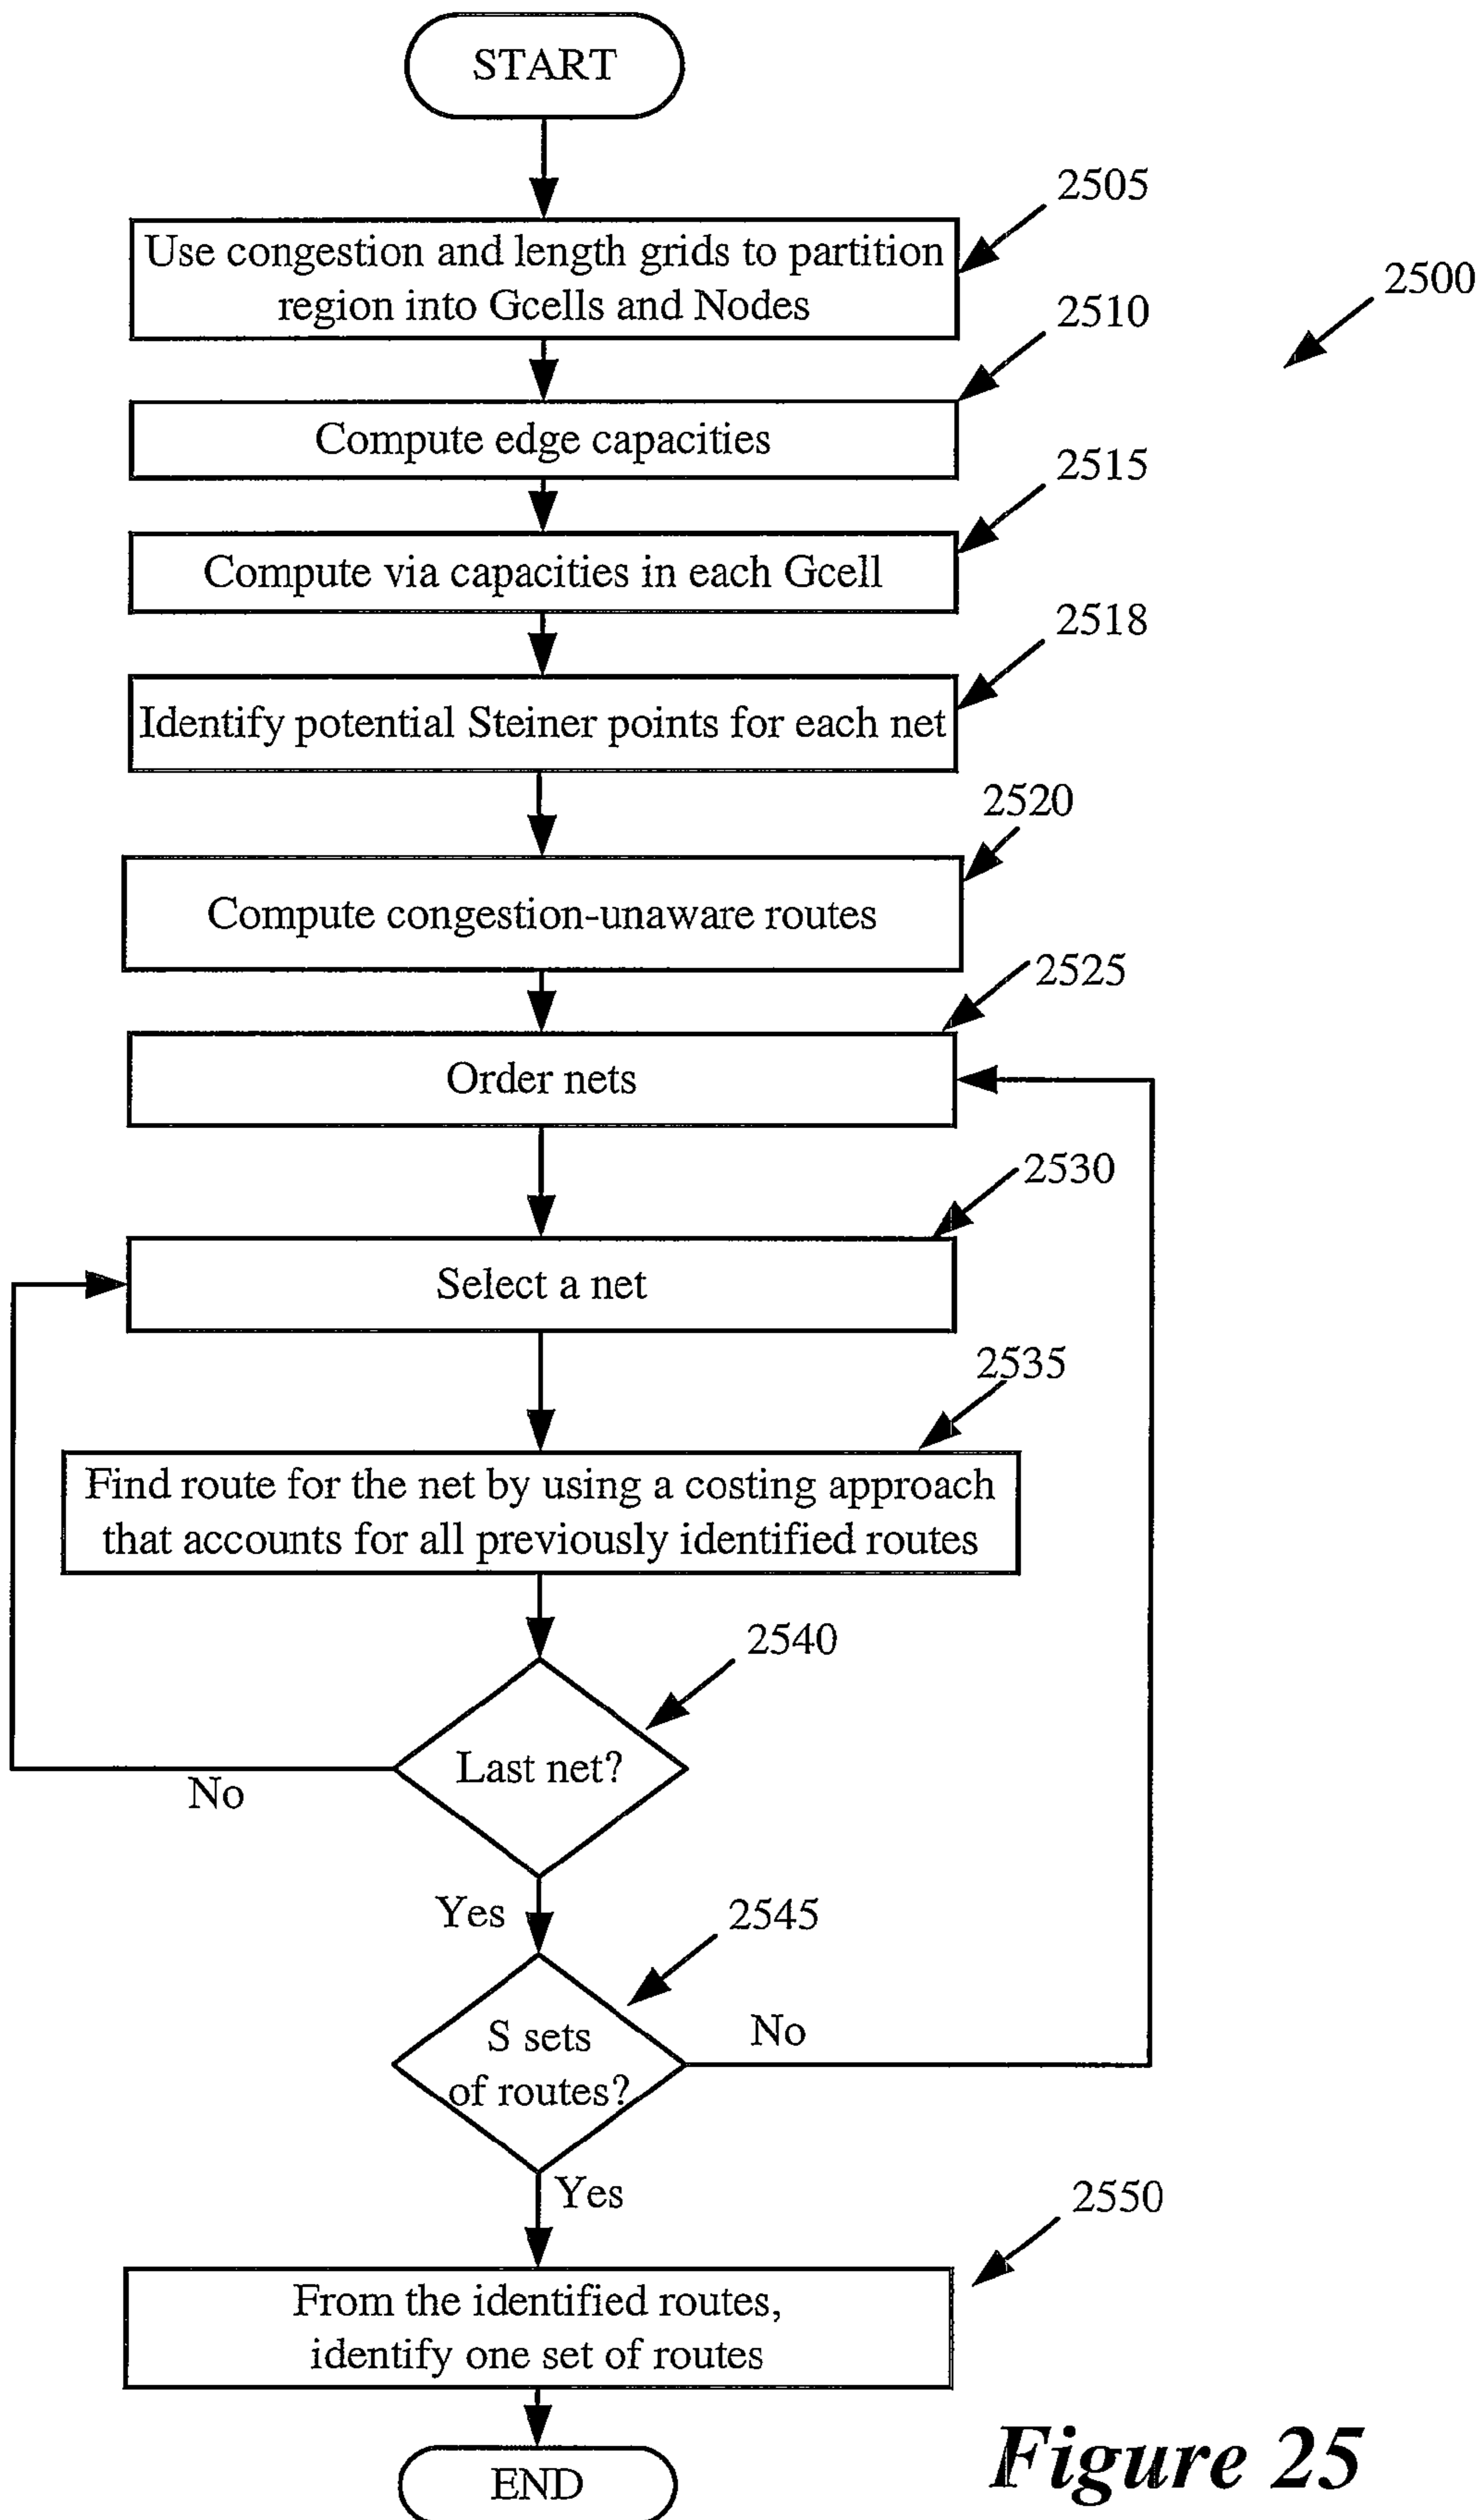 START
2505
Use congestion and length grids to partition
region into Gcells and Nodes
2500
2510
Compute edge capacities
2515
Compute via capacities in each Gcell
2518
Identify potential Steiner points for each net
2520
Compute congestion-unaware routes
2525
Order nets
2530
Select a net
2535
Find route for the net by using a costing approach
that accounts for all previously identified routes
2540
Last net?
No
Yes
2545
S sets
of routes?
No
Yes
2550
From the identified routes,
identify one set of routes
END
Figure 25